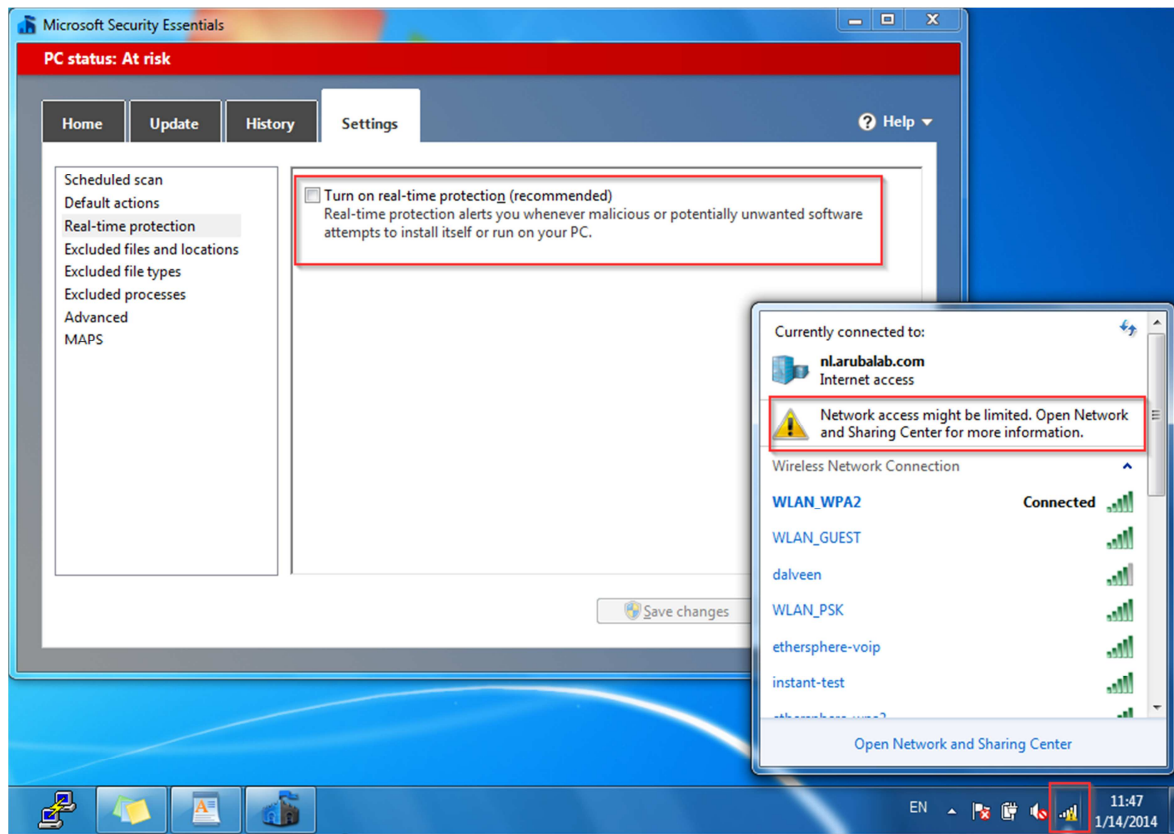 Microsoft Security Essentials
PC status: At risk
Home
Update
History
Settings
Help
Scheduled scan
Default actions
Real-time protection
Excluded files and locations
Excluded file types
Excluded processes
Advanced
MAPS
Turn on real-time protection (recommended)
Real-time protection alerts you whenever malicious or potentially unwanted software
attempts to install itself or run on your PC.
Save changes
Currently connected to:
nl.arubalab.com
Internet access
Network access might be limited. Open Network
and Sharing Center for more information.
Wireless Network Connection
WLAN_WPA2 Connected
WLAN_GUEST
dalveen
WLAN_PSK
ethersphere-voip
instant-test
Open Network and Sharing Center
EN
11:47
1/14/2014